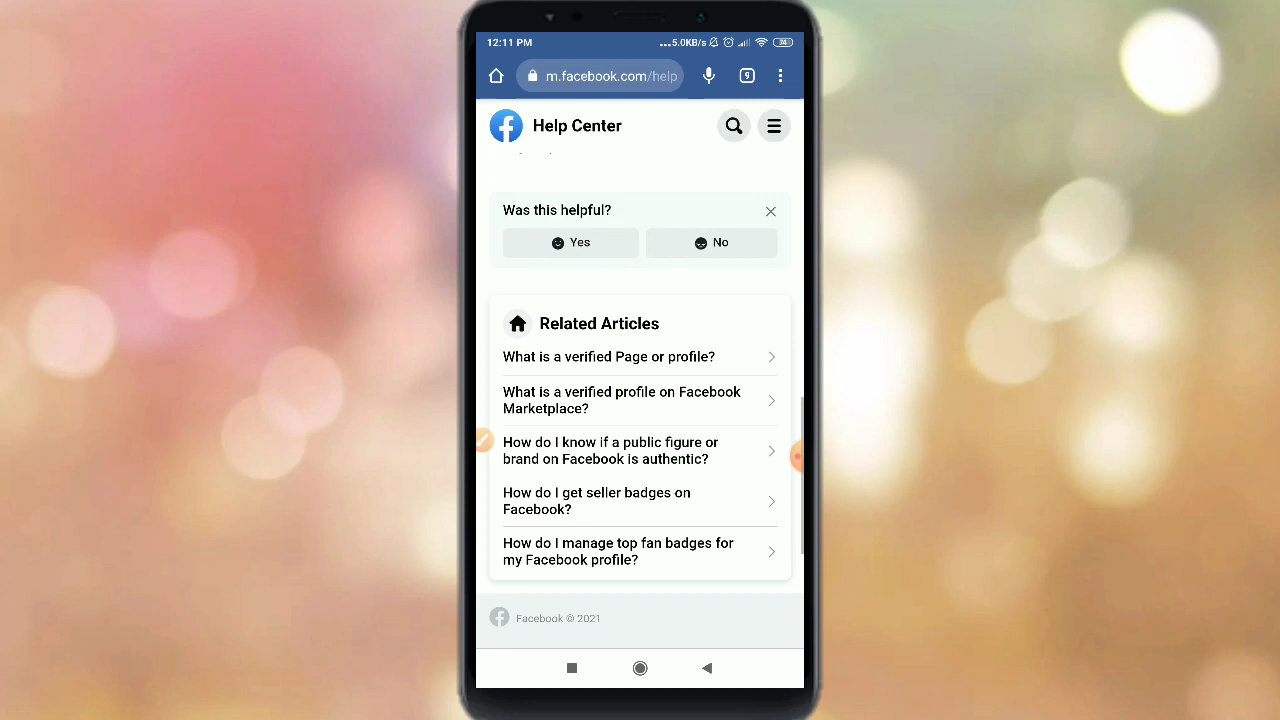 12:11 PM
...5.0KB/s
24
m.facebook.com/help
9
Help Center
Was this helpful?
Yes
No
Related Articles
What is a verified Page or profile?
What is a verified profile on Facebook
Marketplace?
How do I know if a public figure or
brand on Facebook is authentic?
How do I get seller badges on
Facebook?
How do I manage top fan badges for
my Facebook profile?
Facebook © 2021